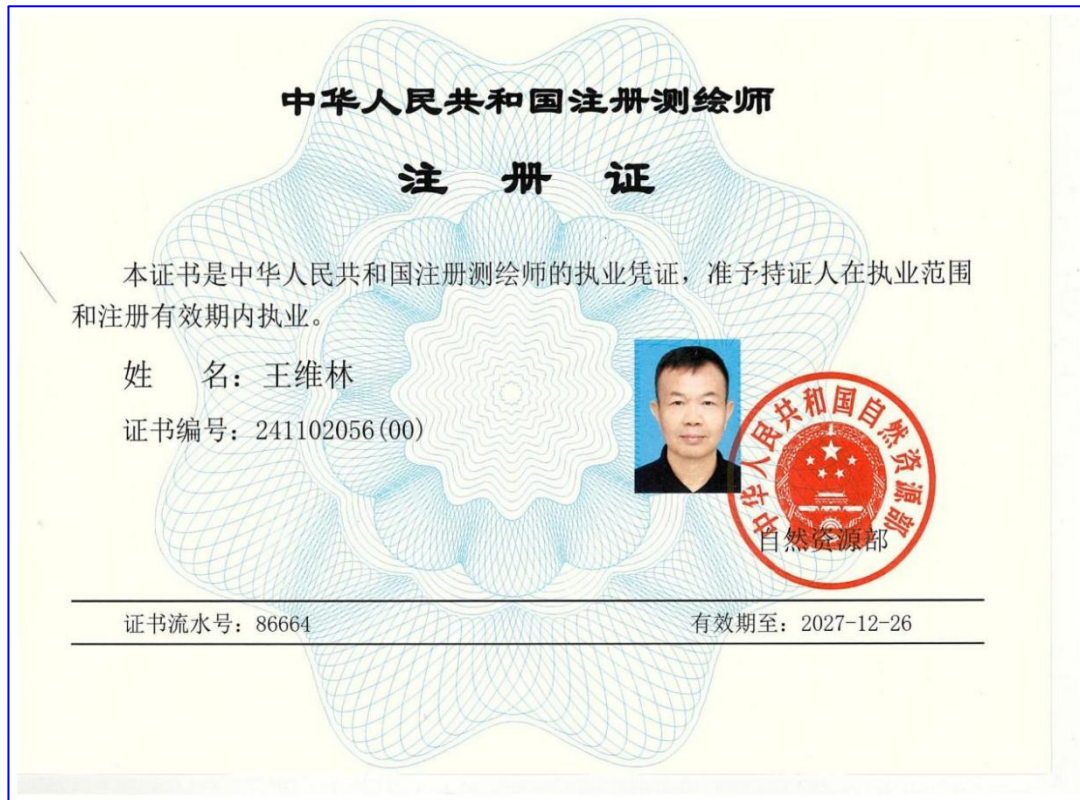 中华人民共和国注册测绘师
注 册 证
本证书是中华人民共和国注册测绘师的执业凭证，准予持证人在执业范围
和注册有效期内执业。
姓 名：王维林
证书编号：241102056(00)
中华人民共和国自然资源部
自然资源部
证书流水号：86664
有效期至：2027-12-26